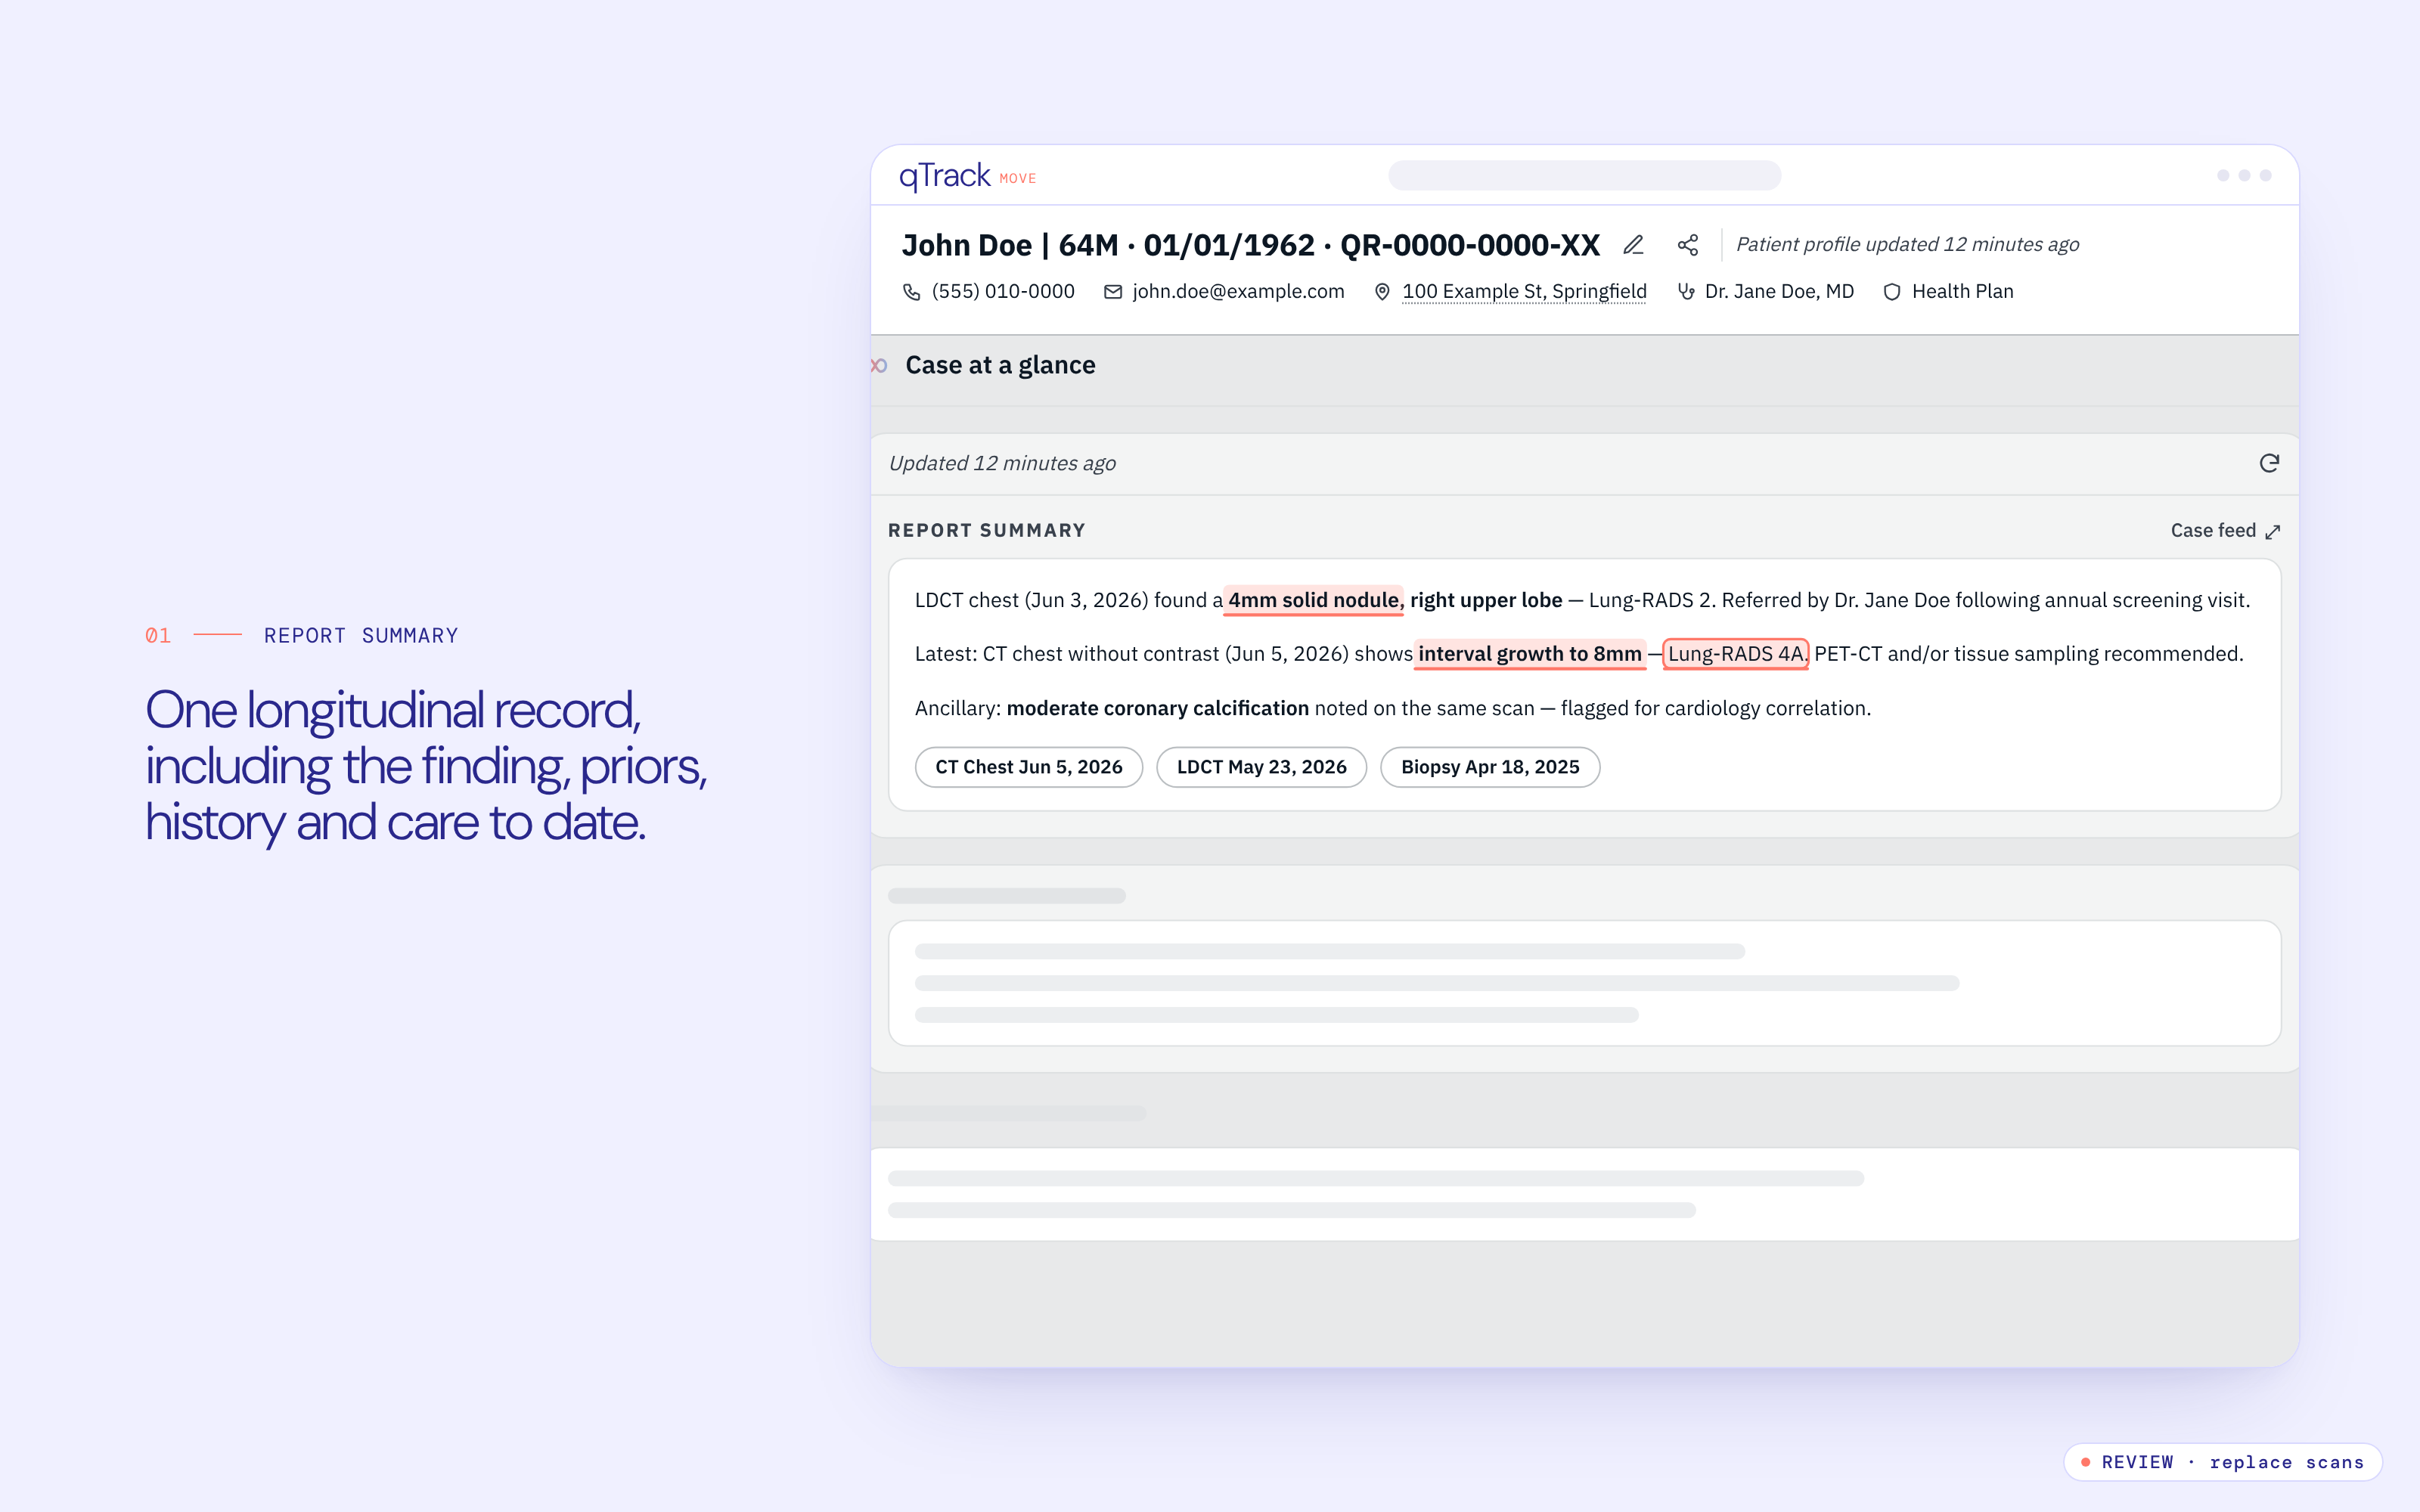 qTrack MOVE
John Doe | 64M · 01/01/1962 · QR-0000-0000-XX
Patient profile updated 12 minutes ago
(555) 010-0000
john.doe@example.com
100 Example St, Springfield
Dr. Jane Doe, MD
Health Plan
Case at a glance
Updated 12 minutes ago
REPORT SUMMARY
Case feed
LDCT chest (Jun 3, 2026) found a 4mm solid nodule, right upper lobe — Lung-RADS 2. Referred by Dr. Jane Doe following annual screening visit.
Latest: CT chest without contrast (Jun 5, 2026) shows interval growth to 8mm — Lung-RADS 4A. PET-CT and/or tissue sampling recommended.
Ancillary: moderate coronary calcification noted on the same scan — flagged for cardiology correlation.
CT Chest Jun 5, 2026
LDCT May 23, 2026
Biopsy Apr 18, 2025
01 — REPORT SUMMARY
One longitudinal record,
including the finding, priors,
history and care to date.
REVIEW · replace scans